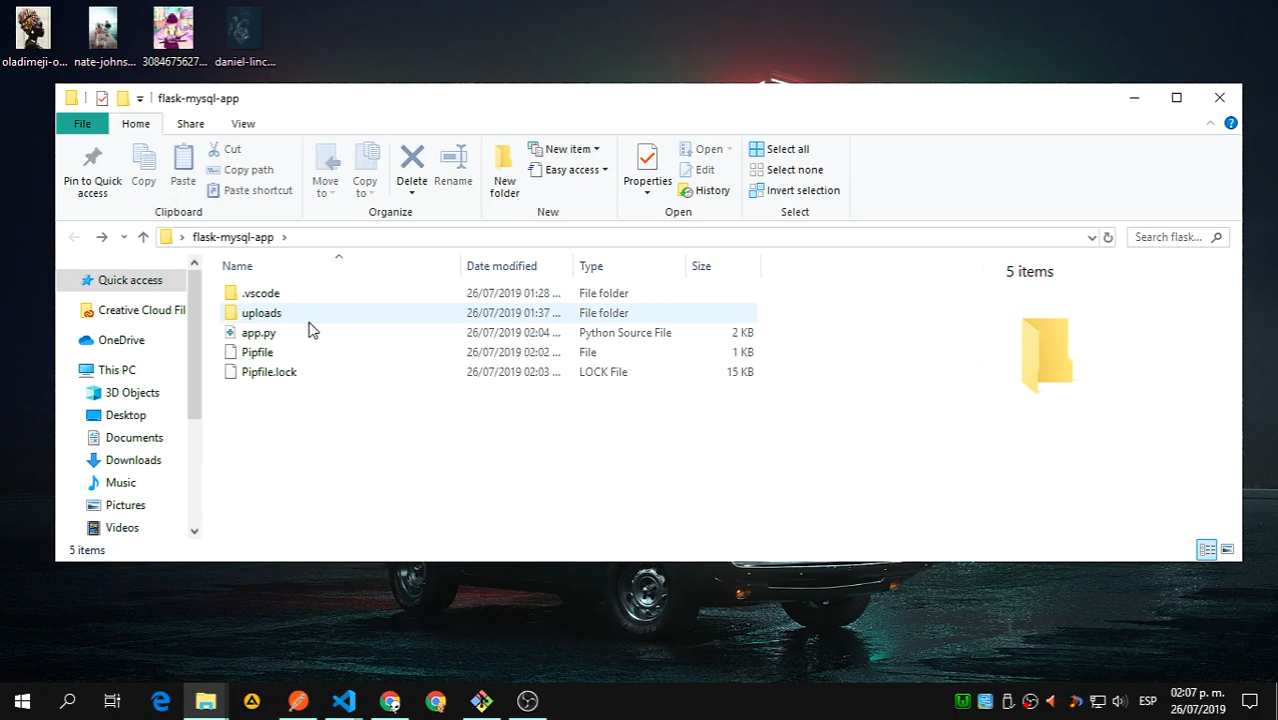 oladimeji-o... nate-johns... 3084675627... daniel-linc...
flask-mysql-app
File Home Share View
Pin to Quick access
Copy
Paste
Cut
Copy path
Paste shortcut
Clipboard
Move to
Copy to
Delete
Rename
Organize
New folder
New item
Easy access
New
Properties
Open
Edit
History
Open
Select all
Select none
Invert selection
Select
flask-mysql-app
Search flask...
Name Date modified Type Size
.vscode 26/07/2019 01:28 ... File folder
uploads 26/07/2019 01:37 ... File folder
app.py 26/07/2019 02:04 ... Python Source File 2 KB
Pipfile 26/07/2019 02:02 ... File 1 KB
Pipfile.lock 26/07/2019 02:03 ... LOCK File 15 KB
5 items
Quick access
Creative Cloud Fil
OneDrive
This PC
3D Objects
Desktop
Documents
Downloads
Music
Pictures
Videos
5 items
ESP
02:07 p. m.
26/07/2019